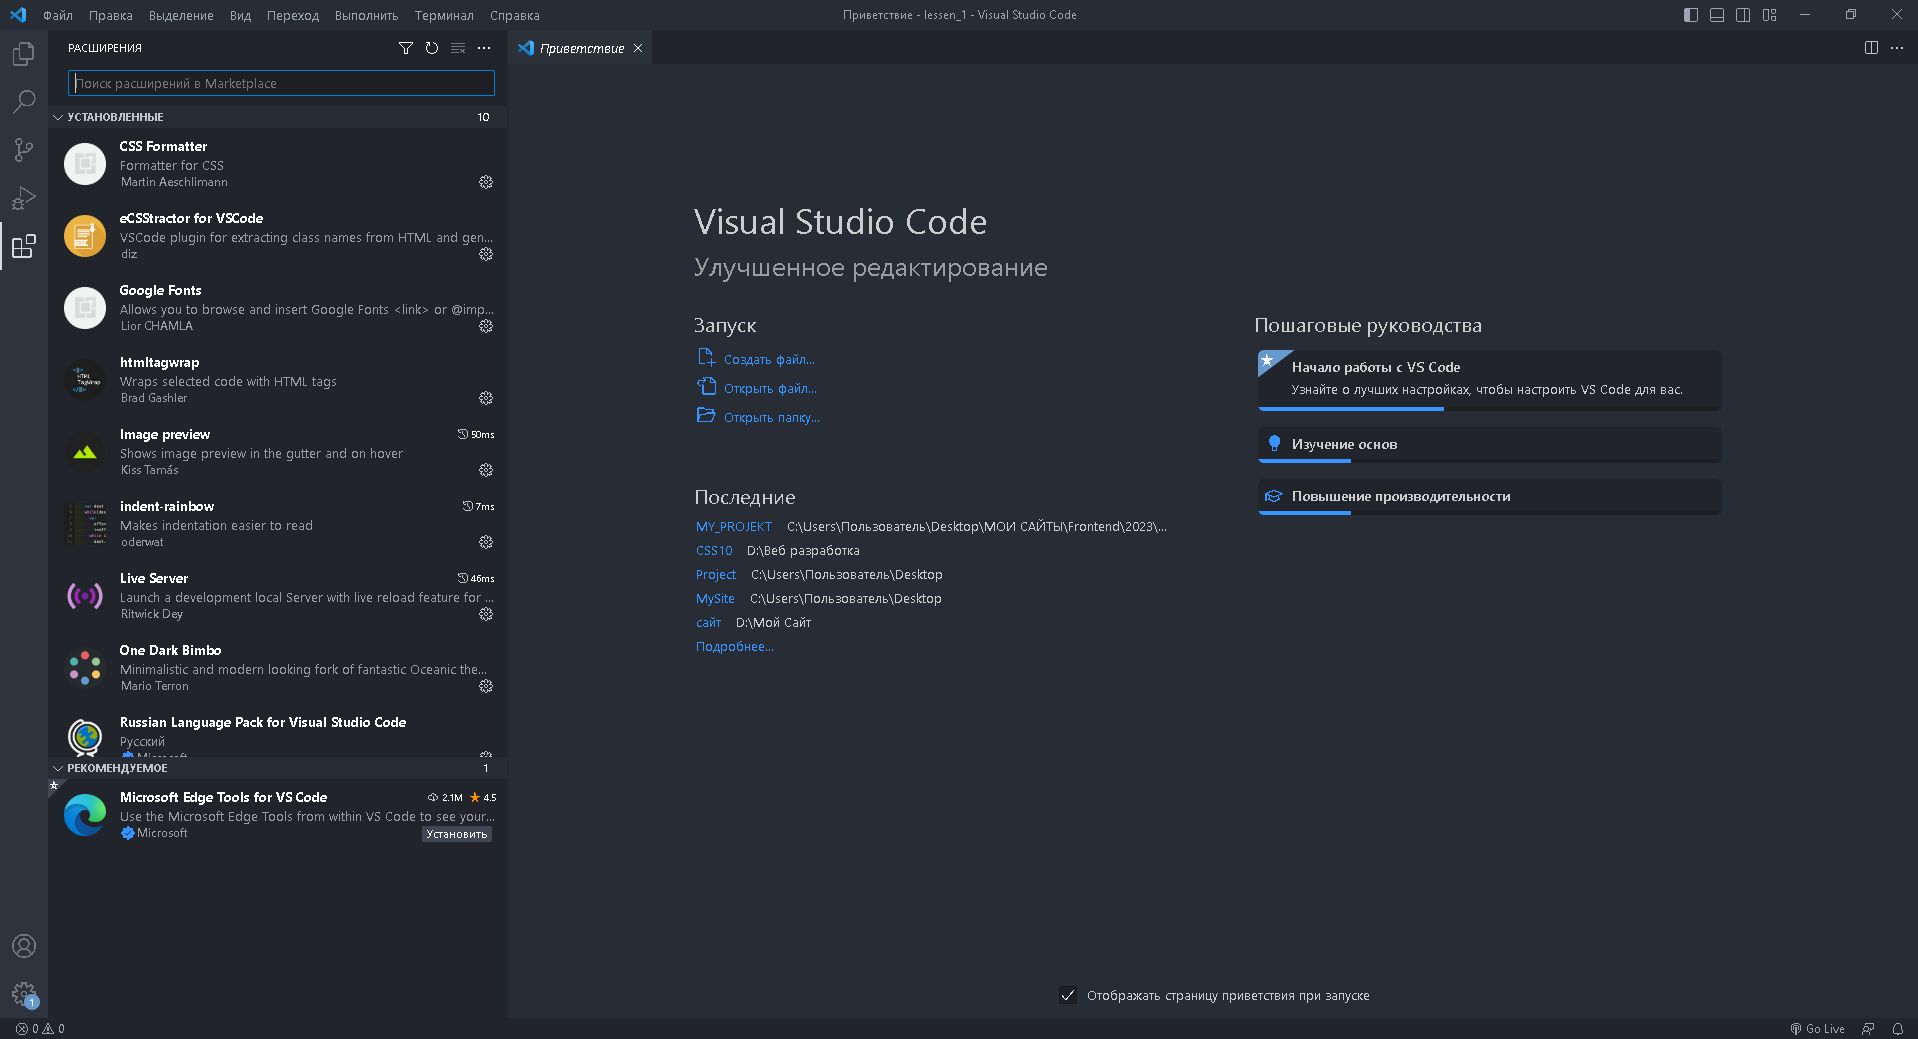 Файл Правка Выделение Вид Переход Выполнить Терминал Справка
Приветствие - lessen_1 - Visual Studio Code
РАСШИРЕНИЯ
Приветствие
Поиск расширений в Marketplace
УСТАНОВЛЕННЫЕ 10
CSS Formatter
Formatter for CSS
Martin Aeschlimann
eCSStractor for VSCode
VSCode plugin for extracting class names from HTML and gen...
diz
Google Fonts
Allows you to browse and insert Google Fonts <link> or @imp...
Lior CHAMLA
htmltagwrap
Wraps selected code with HTML tags
Brad Gashler
Image preview 50ms
Shows image preview in the gutter and on hover
Kiss Tamás
indent-rainbow 7ms
Makes indentation easier to read
oderwat
Live Server 46ms
Launch a development local Server with live reload feature for ...
Ritwick Dey
One Dark Bimbo
Minimalistic and modern looking fork of fantastic Oceanic the...
Mario Terron
Russian Language Pack for Visual Studio Code
Русский
Microsoft
РЕКОМЕНДУЕМОЕ 1
Microsoft Edge Tools for VS Code 2.1M 4.5
Use the Microsoft Edge Tools from within VS Code to see your...
Microsoft Установить
Visual Studio Code
Улучшенное редактирование
Запуск
Создать файл...
Открыть файл...
Открыть папку...
Последние
MY_PROJEKT C:\Users\Пользователь\Desktop\МОИ САЙТЫ\Frontend\2023\...
CSS10 D:\Веб разработка
Project C:\Users\Пользователь\Desktop
MySite C:\Users\Пользователь\Desktop
сайт D:\Мой Сайт
Подробнее...
Пошаговые руководства
Начало работы с VS Code
Узнайте о лучших настройках, чтобы настроить VS Code для вас.
Изучение основ
Повышение производительности
Отображать страницу приветствия при запуске
1
0 0
Go Live